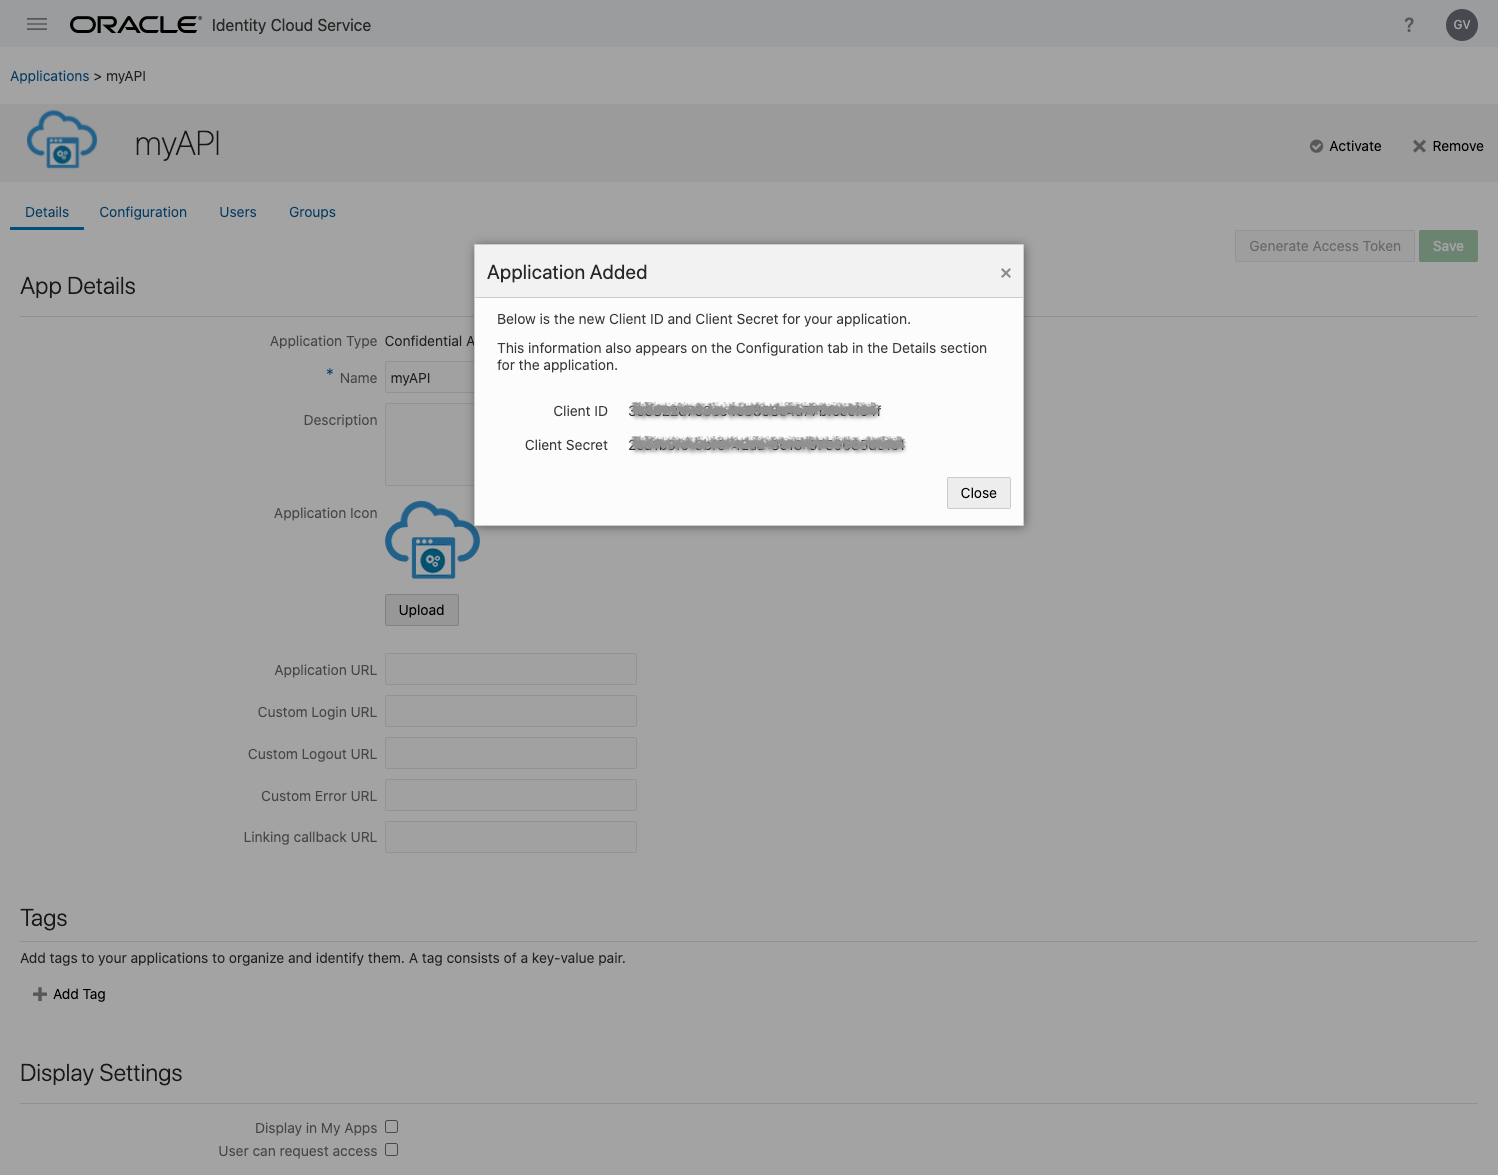 ORACLE® Identity Cloud Service
?
GV
Applications > myAPI
myAPI
Activate
Remove
Details
Configuration
Users
Groups
Generate Access Token
Save
Application Added
×
Below is the new Client ID and Client Secret for your application.
This information also appears on the Configuration tab in the Details section
for the application.
Client ID
Client Secret
Close
App Details
Application Type Confidential A
* Name myAPI
Description
Application Icon
Upload
Application URL
Custom Login URL
Custom Logout URL
Custom Error URL
Linking callback URL
Tags
Add tags to your applications to organize and identify them. A tag consists of a key-value pair.
Add Tag
Display Settings
Display in My Apps
User can request access